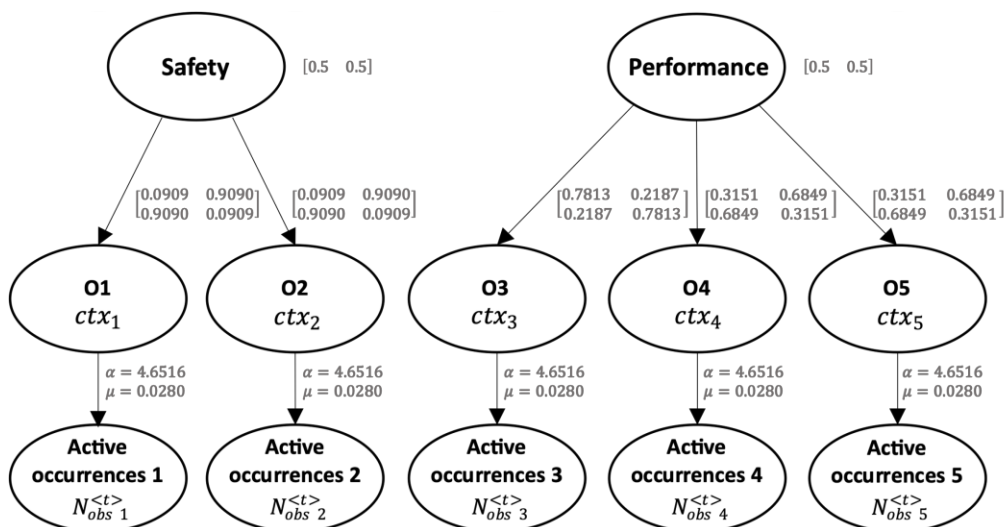 Safety [0.5 0.5]
Performance [0.5 0.5]
[0.0909 0.9090
0.9090 0.0909]
[0.0909 0.9090
0.9090 0.0909]
[0.7813 0.2187
0.2187 0.7813]
[0.3151 0.6849
0.6849 0.3151]
[0.3151 0.6849
0.6849 0.3151]
O1
ctx₁
O2
ctx₂
O3
ctx₃
O4
ctx₄
O5
ctx₅
α = 4.6516
μ = 0.0280
α = 4.6516
μ = 0.0280
α = 4.6516
μ = 0.0280
α = 4.6516
μ = 0.0280
α = 4.6516
μ = 0.0280
Active
occurrences 1
N_{obs 1}^{<t>}
Active
occurrences 2
N_{obs 2}^{<t>}
Active
occurrences 3
N_{obs 3}^{<t>}
Active
occurrences 4
N_{obs 4}^{<t>}
Active
occurrences 5
N_{obs 5}^{<t>}